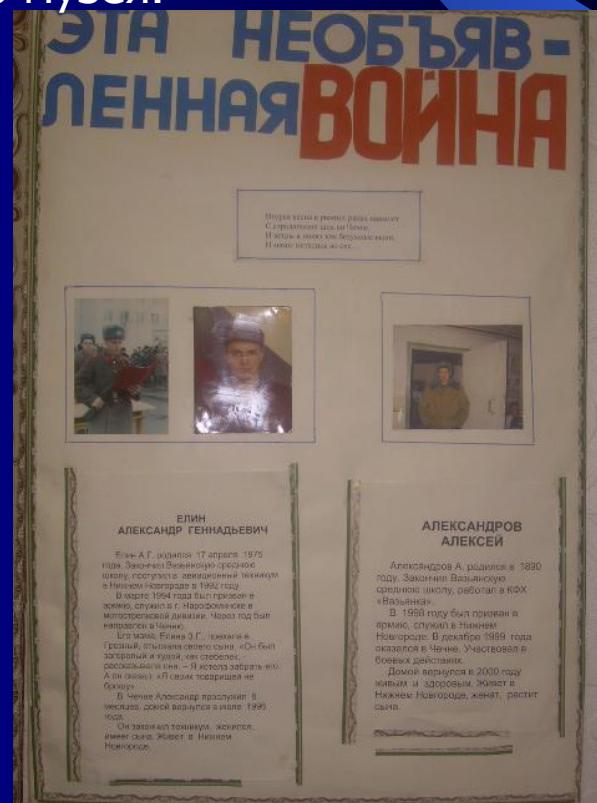 ЭТА НЕОБЪЯВ-
ЛЕННАЯ ВОЙНА
ЕЛИН
АЛЕКСАНДР ГЕННАДЬЕВИЧ
Елин А.Г. родился 17 апреля 1975
года. Закончил Вазьянскую среднюю
школу, поступил в авиационный техникум
в Нижнем Новгороде в 1992 году.
В марте 1994 года был призван в
армию, служил в г. Нарофоминске в
мотострелковой дивизии. Через год был
направлен в Чечню.
Его мама, Елина З.Г., поехала в
Грозный, отыскала своего сына. «Он был
загорелый и худой, как стебелек, -
рассказывала она. – Я хотела забрать его.
А он сказал: «Я своих товарищей не
брошу».
В Чечне Александр прослужил 8
месяцев, домой вернулся в июле 1995
года.
Он закончил техникум, женился,
имеет сына. Живет в Нижнем
Новгороде.
АЛЕКСАНДРОВ
АЛЕКСЕЙ
Александров А. родился в 1890
году. Закончил Вазьянскую
среднюю школу, работал в КФХ
«Вазьянка».
В 1998 году был призван в
армию, служил в Нижнем
Новгороде. В декабре 1999 года
оказался в Чечне. Участвовал в
боевых действиях.
Домой вернулся в 2000 году
живым и здоровым. Живет в
Нижнем Новгороде, женат, растит
сына.